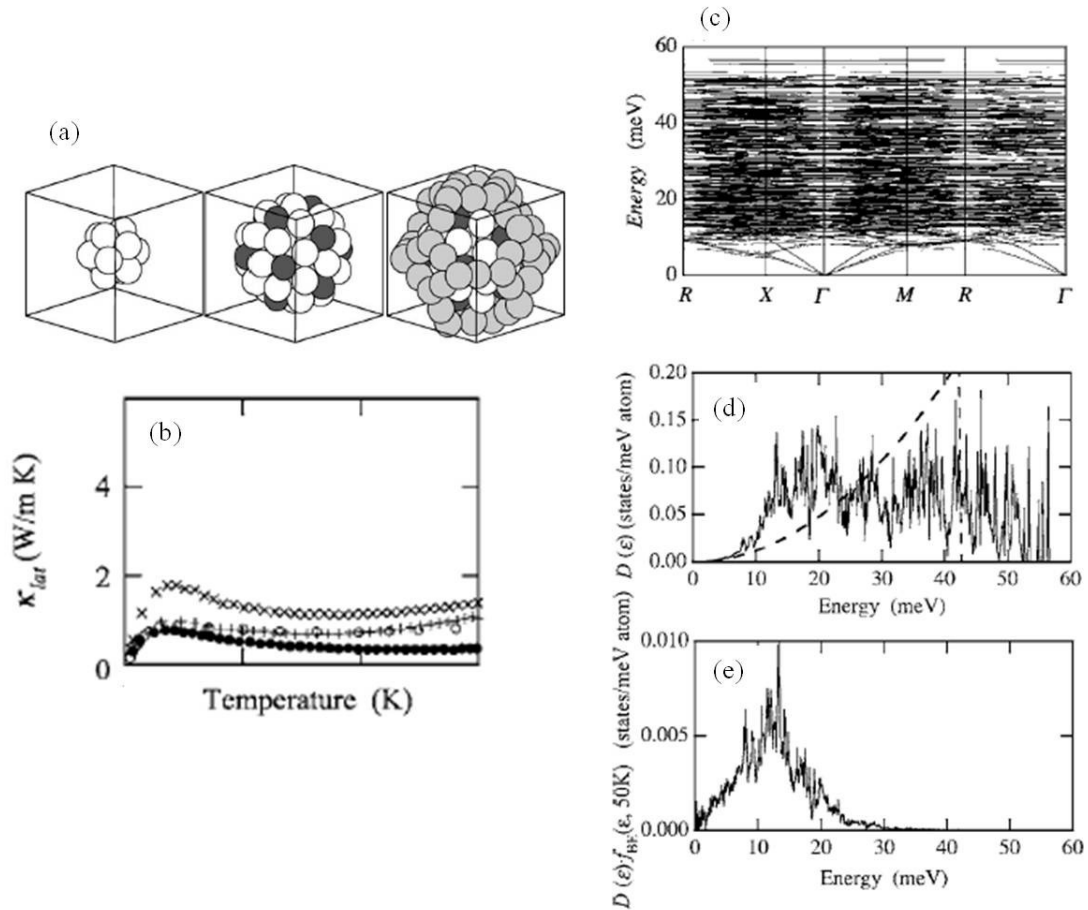 (a)
(b)
κlat (W/m K)
4
2
0
Temperature (K)
(c)
Energy (meV)
60
40
20
0
R X Γ M R Γ
(d)
D (ε) (states/meV atom)
0.20
0.15
0.10
0.05
0.00
0 10 20 30 40 50 60
Energy (meV)
(e)
D (ε)·fBE(ε, 50K) (states/meV atom)
0.010
0.005
0.000
0 10 20 30 40 50 60
Energy (meV)